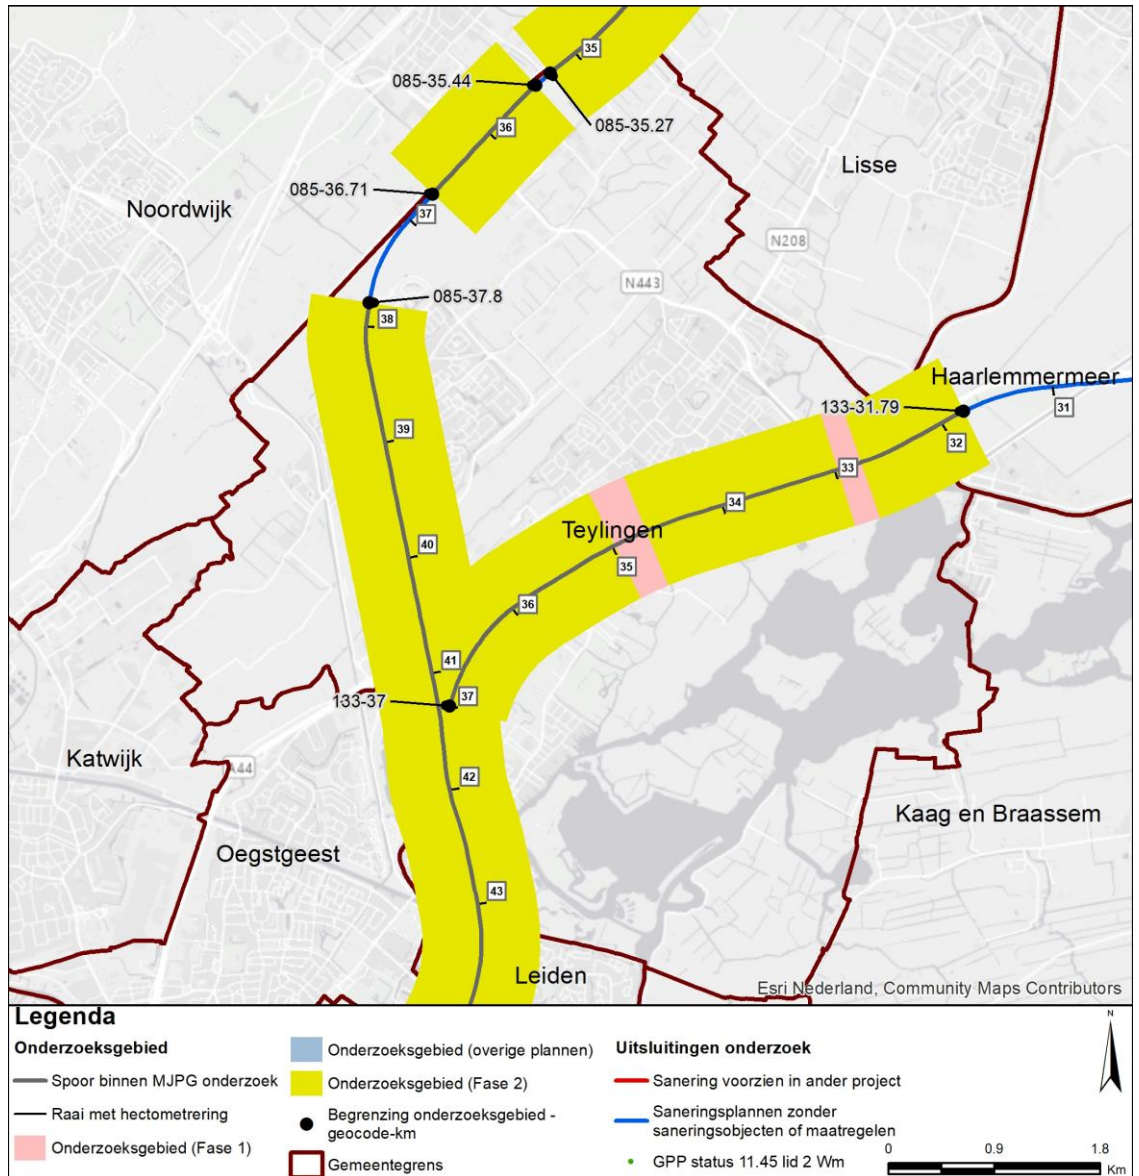 35
085-35.44
085-35.27
36
Lisse
085-36.71
Noordwijk
37
N208
N443
085-37.8
38
Haarlemmermeer
133-31.79
31
32
39
33
34
Teylingen
35
40
36
41
37
133-37
Katwijk
A44
42
Kaag en Braassem
Oegstgeest
43
Leiden
Esri Nederland, Community Maps Contributors
Legenda
Onderzoeksgebied
Spoor binnen MJPG onderzoek
Raai met hectometrering
Onderzoeksgebied (Fase 1)
Onderzoeksgebied (overige plannen)
Onderzoeksgebied (Fase 2)
Begrenzing onderzoeksgebied -
geocode-km
Gemeentegrens
Uitsluitingen onderzoek
Sanering voorzien in ander project
Saneringsplannen zonder
saneringsobjecten of maatregelen
GPP status 11.45 lid 2 Wm
N
0 0.9 1.8
Km